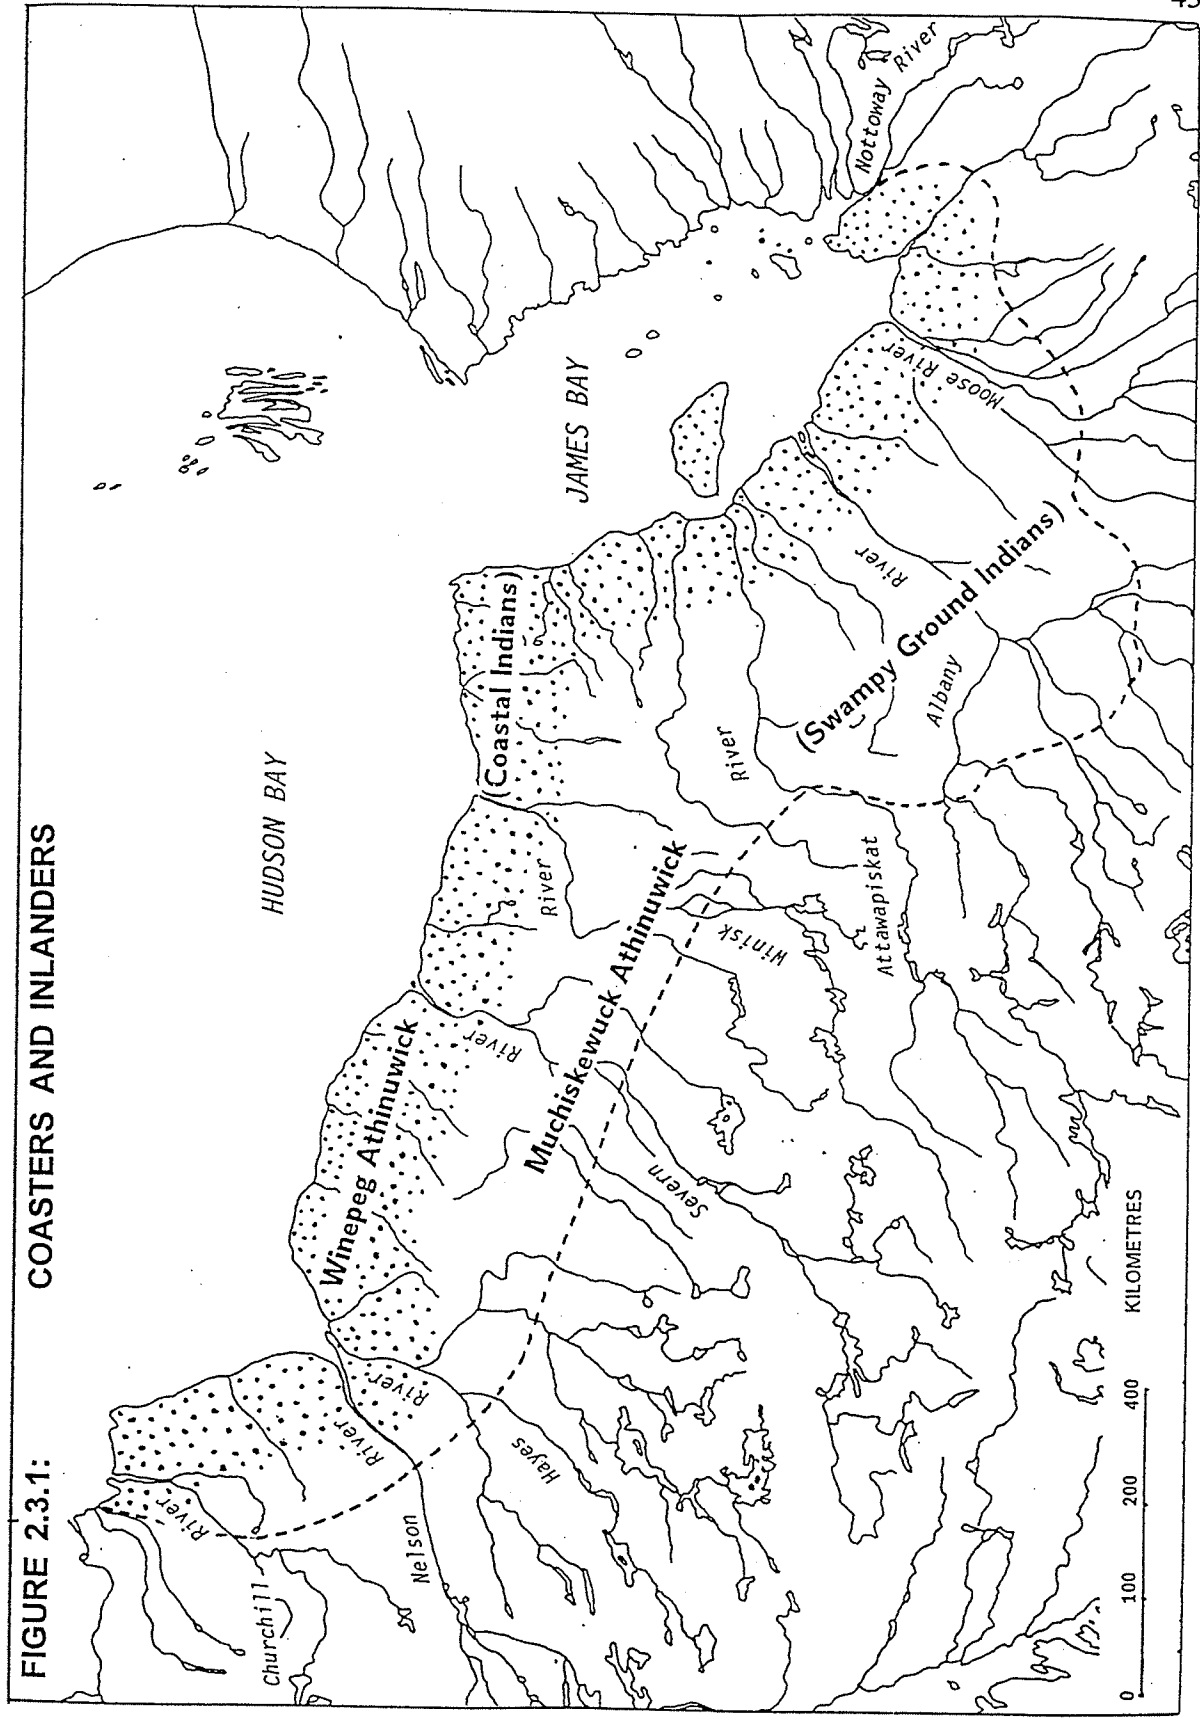 FIGURE 2.3.1: COASTERS AND INLANDERS
HUDSON BAY
JAMES BAY
(Coastal Indians)
Winepeg Athinuwick
Muchiskewuck Athinuwick
(Swampy Ground Indians)
Churchill
River
Nelson
River
Hayes
River
Severn
River
Winisk
River
Attawapiskat
River
Albany
River
Moose River
Nottoway River
0 100 200 400
KILOMETRES